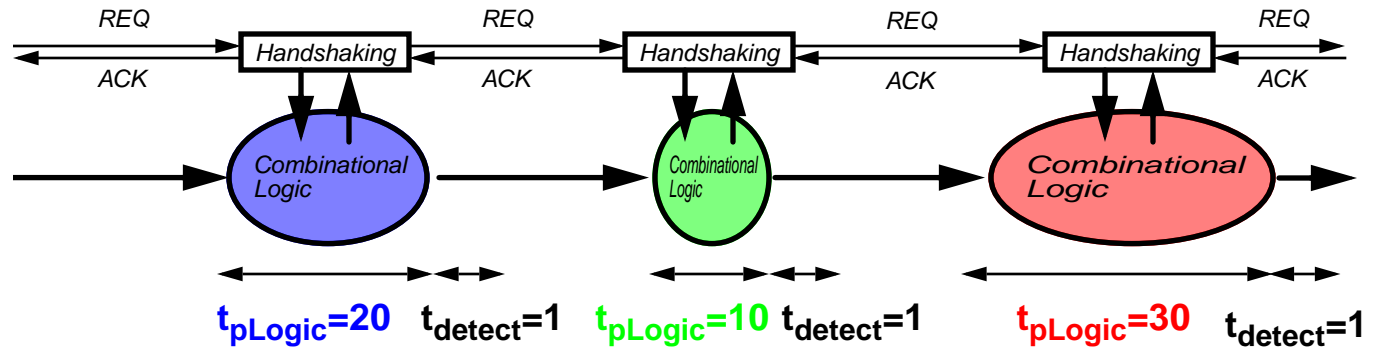 REQ REQ REQ REQ
Handshaking Handshaking Handshaking
ACK ACK ACK ACK
Combinational Combinational Combinational
Logic Logic Logic
tpLogic=20 tdetect=1 tpLogic=10 tdetect=1 tpLogic=30 tdetect=1